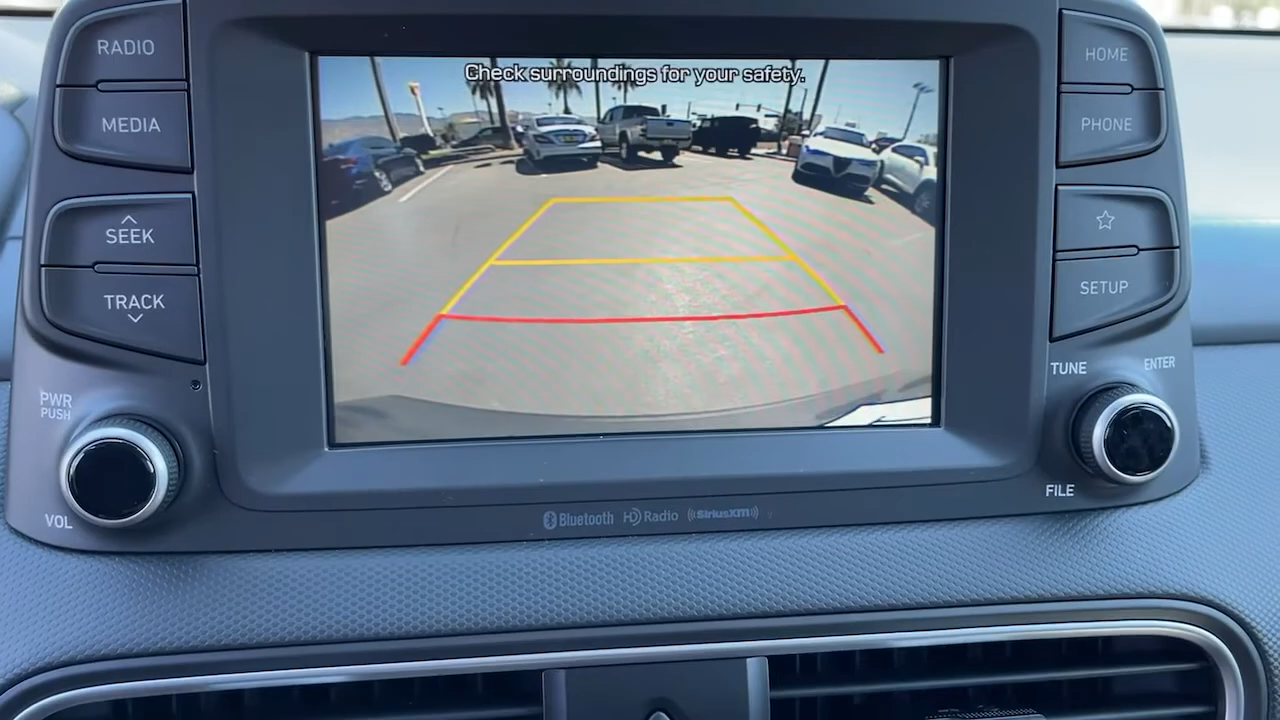 RADIO
MEDIA
SEEK
TRACK
PWR
PUSH
VOL
Check surroundings for your safety.
HOME
PHONE
SETUP
TUNE
ENTER
FILE
Bluetooth HD Radio ((SiriusXM))